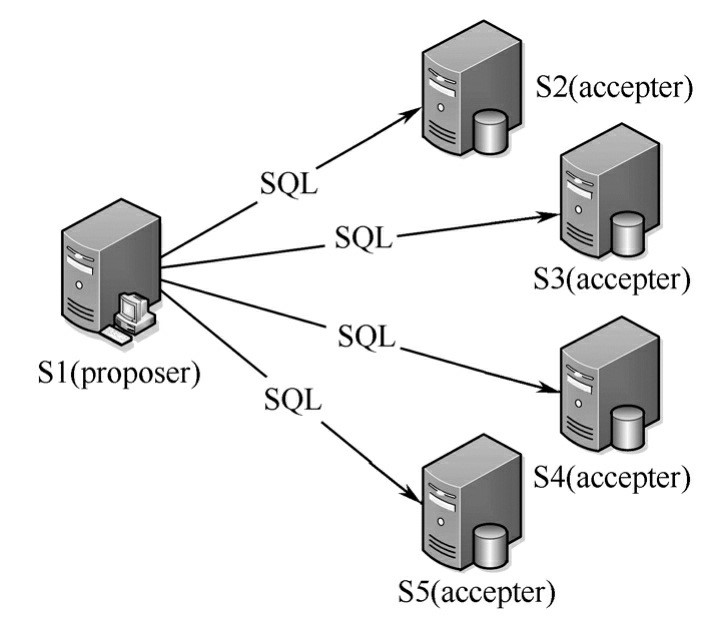 S2(accepter)
SQL
SQL
S3(accepter)
SQL
S1(proposer)
SQL
S4(accepter)
S5(accepter)